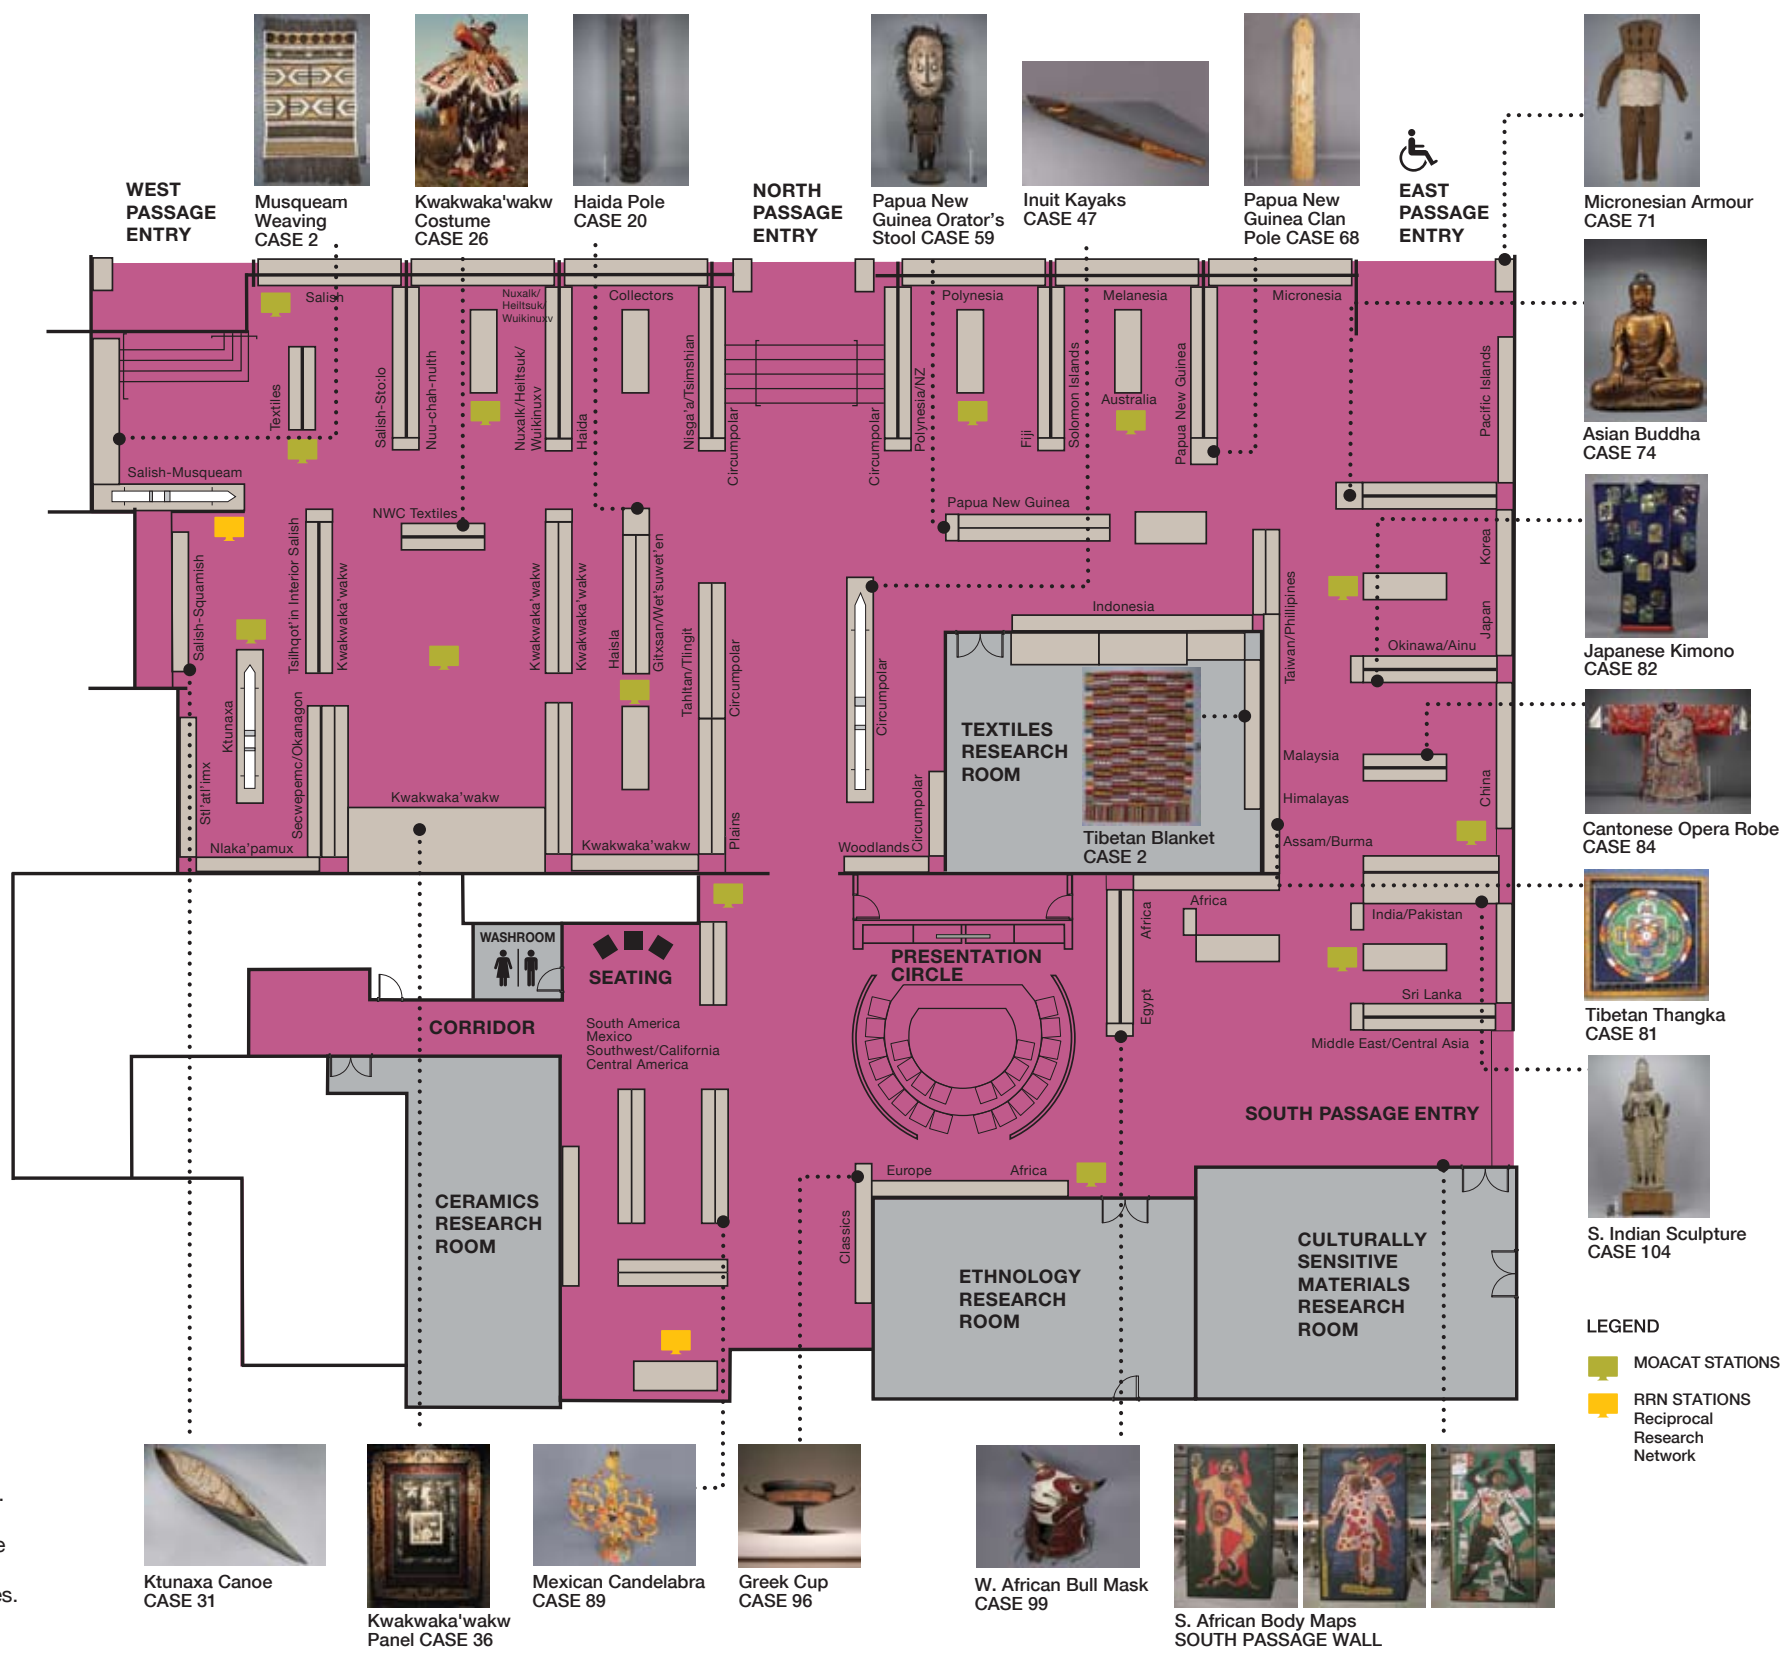 WEST
PASSAGE
ENTRY
Musqueam
Weaving
CASE 2
Kwakwaka'wakw
Costume
CASE 26
Haida Pole
CASE 20
NORTH
PASSAGE
ENTRY
Papua New
Guinea Orator's
Stool CASE 59
Inuit Kayaks
CASE 47
Papua New
Guinea Clan
Pole CASE 68
EAST
PASSAGE
ENTRY
Micronesian Armour
CASE 71
Asian Buddha
CASE 74
Japanese Kimono
CASE 82
Cantonese Opera Robe
CASE 84
Tibetan Thangka
CASE 81
S. Indian Sculpture
CASE 104
Salish
Nuxalk/
Heiltsuk/
Wuikinuxv
Collectors
Polynesia
Melanesia
Micronesia
Textiles
Salish-Sto:lo
Nuu-chah-nulth
Nuxalk/Heiltsuk/
Wuikinuxv
Haida
Nisga'a/Tsimshian
Circumpolar
Circumpolar
Polynesia/NZ
Fiji
Solomon Islands
Australia
Papua New Guinea
Pacific Islands
Salish-Musqueam
NWC Textiles
Papua New Guinea
Salish-Squamish
Tsilhqot'in Interior Salish
Kwakwaka'wakw
Kwakwaka'wakw
Kwakwaka'wakw
Haisla
Gitxsan/Wet'suwet'en
Tahltan/Tlingit
Circumpolar
Circumpolar
Indonesia
Taiwan/Phillipines
Korea
Japan
Okinawa/Ainu
Ktunaxa
Stl'atl'imx
Secwepemc/Okanagon
Nlaka'pamux
Kwakwaka'wakw
Kwakwaka'wakw
Plains
Woodlands
Circumpolar
TEXTILES
RESEARCH
ROOM
Tibetan Blanket
CASE 2
Malaysia
Himalayas
Assam/Burma
China
WASHROOM
SEATING
CORRIDOR
South America
Mexico
Southwest/California
Central America
PRESENTATION
CIRCLE
Africa
Africa
Egypt
India/Pakistan
Sri Lanka
Middle East/Central Asia
SOUTH PASSAGE ENTRY
CERAMICS
RESEARCH
ROOM
Europe
Africa
Classics
ETHNOLOGY
RESEARCH
ROOM
CULTURALLY
SENSITIVE
MATERIALS
RESEARCH
ROOM
LEGEND
MOACAT STATIONS
RRN STATIONS
Reciprocal
Research
Network
.
e
es.
Ktunaxa Canoe
CASE 31
Kwakwaka'wakw
Panel CASE 36
Mexican Candelabra
CASE 89
Greek Cup
CASE 96
W. African Bull Mask
CASE 99
S. African Body Maps
SOUTH PASSAGE WALL